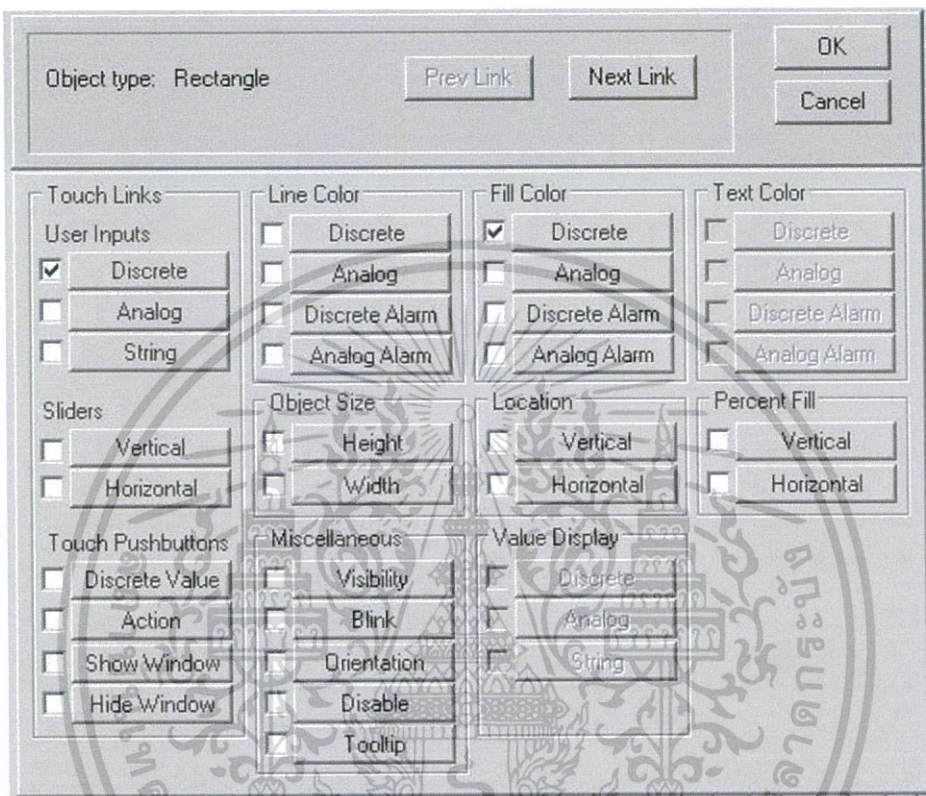 Object type: Rectangle
Prev Link
Next Link
OK
Cancel
Touch Links
User Inputs
Discrete
Analog
String
Sliders
Vertical
Horizontal
Touch Pushbuttons
Discrete Value
Action
Show Window
Hide Window
Line Color
Discrete
Analog
Discrete Alarm
Analog Alarm
Object Size
Height
Width
Miscellaneous
Visibility
Blink
Orientation
Disable
Tooltip
Fill Color
Discrete
Analog
Discrete Alarm
Analog Alarm
Location
Vertical
Horizontal
Value Display
Discrete
Analog
String
Text Color
Discrete
Analog
Discrete Alarm
Analog Alarm
Percent Fill
Vertical
Horizontal